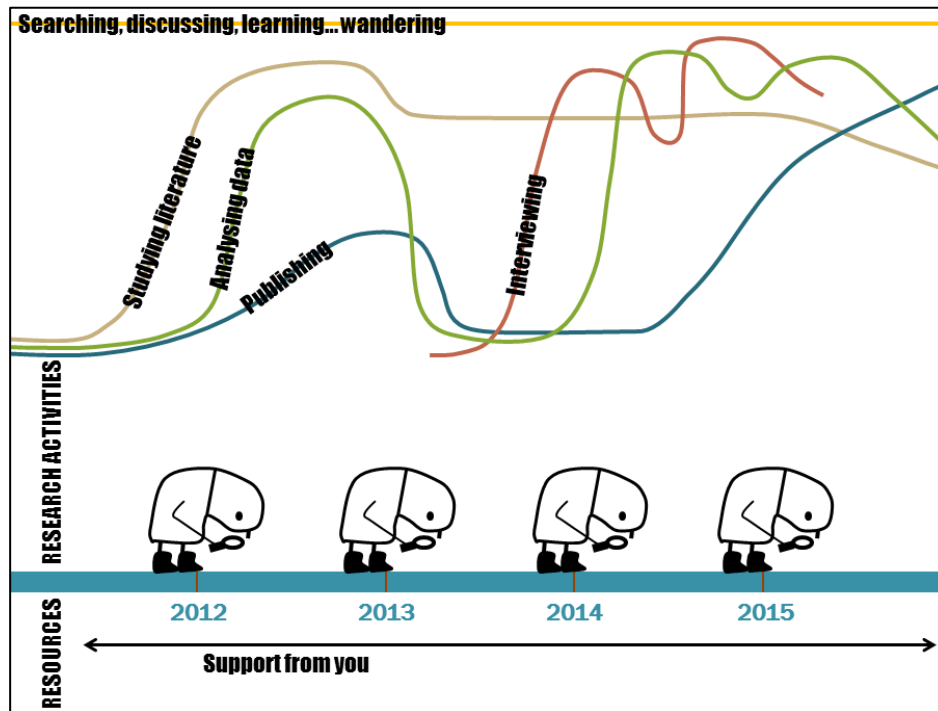 Searching, discussing, learning... wandering
Studying literature
Analysing data
Publishing
Interviewing
RESEARCH ACTIVITIES
2012
2013
2014
2015
RESOURCES
Support from you